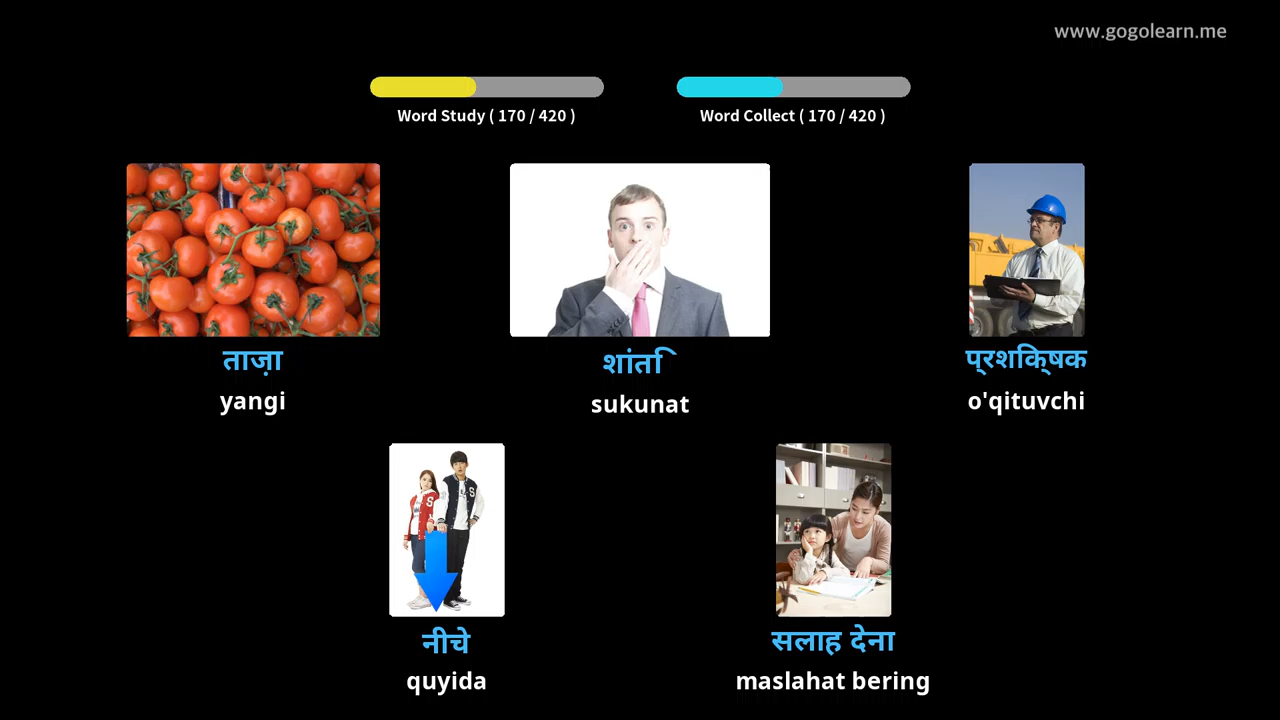 www.gogolearn.me
Word Study ( 170 / 420 )
Word Collect ( 170 / 420 )
ताज़ा
yangi
शांति
sukunat
प्रशिक्षक
o'qituvchi
नीचे
quyida
सलाह देना
maslahat bering